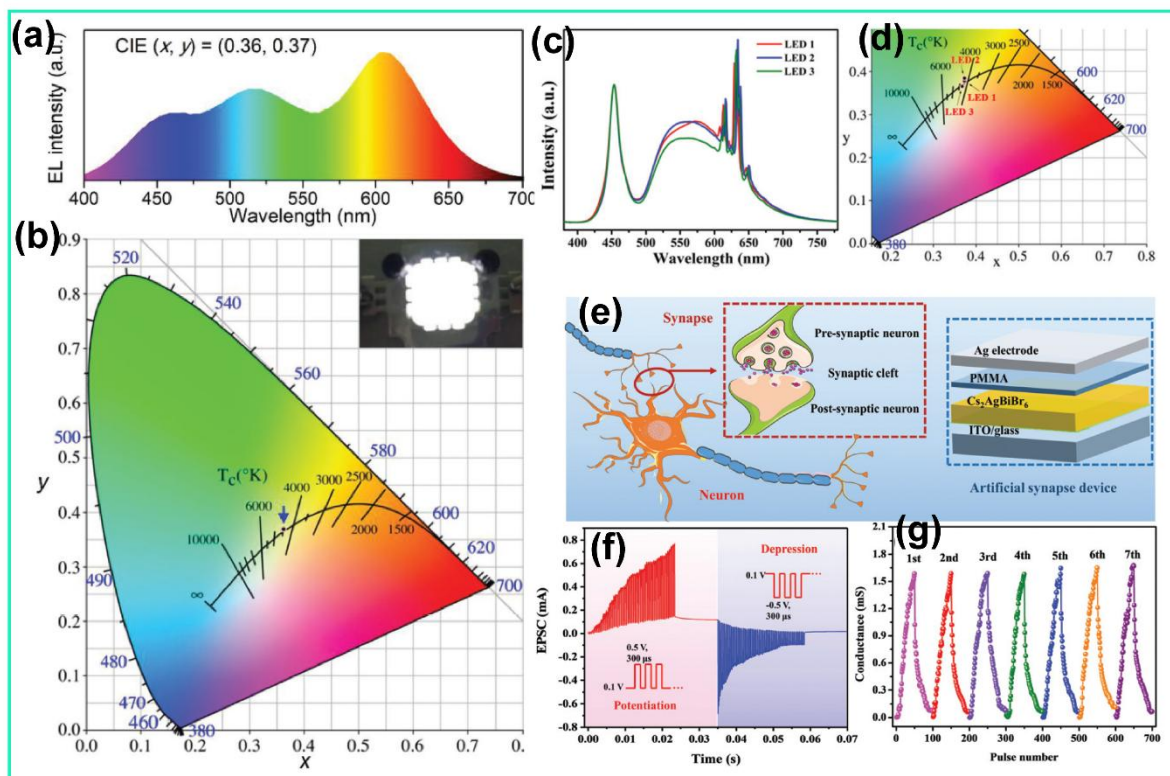 (a)
CIE (x, y) = (0.36, 0.37)
EL intensity (a.u.)
400 450 500 550 600 650 700
Wavelength (nm)
(b)
0.9
0.8
0.7
0.6
500
0.5
0.5
y
0.4
0.3
0.2
0.1
0.0
0.0 0.1 0.2 0.3 0.4 0.5 0.6 0.7 0.
x
520
540
560
580
600
620
700
490
480
470
460
380
T_C(°K)
10000
6000
4000
3000
2500
2000
1500
∞
(c)
LED 1
LED 2
LED 3
Intensity (a.u.)
400 450 500 550 600 650 700 750
Wavelength (nm)
(d)
T_C(°K)
10000
6000
4000
3000
2500
2000
1500
∞
LED 2
LED 1
LED 3
600
620
700
380
0.4
0.3
y
0.2
0.1
0.0
0.2 0.3 0.4 0.5 0.6 0.7 0.8
x
(e)
Synapse
Pre-synaptic neuron
Synaptic cleft
Post-synaptic neuron
Neuron
Ag electrode
PMMA
Cs₂AgBiBr₆
ITO/glass
Artificial synapse device
(f)
0.8
0.6
0.4
0.2
0.0
-0.2
-0.4
-0.6
-0.8
EPSC (mA)
Depression
0.1 V
-0.5 V,
300 μs
0.5 V,
300 μs
0.1 V
Potentiation
0.00 0.01 0.02 0.03 0.04 0.05 0.06 0.07
Time (s)
(g)
2.1
1.8
1.5
1.2
0.9
0.6
0.3
0.0
Conductance (mS)
1st 2nd 3rd 4th 5th 6th 7th
0 100 200 300 400 500 600 700
Pulse number